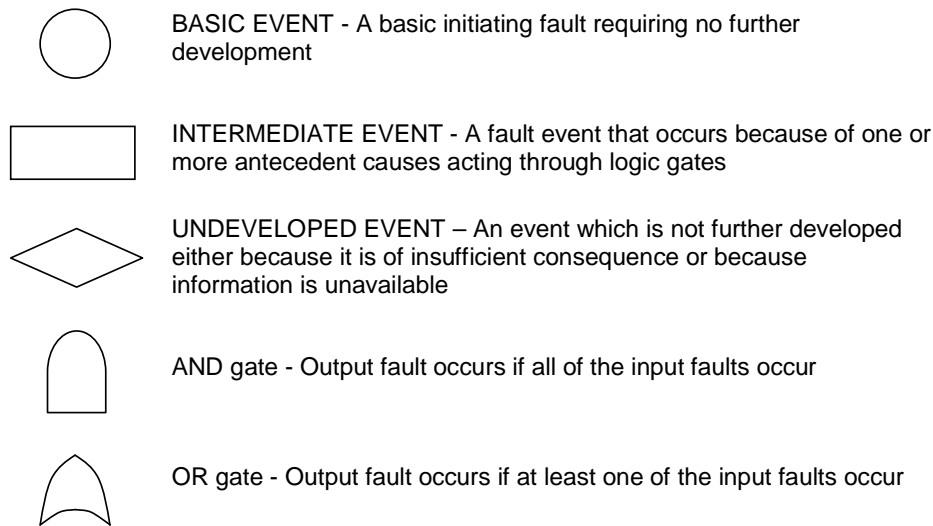 BASIC EVENT - A basic initiating fault requiring no further
development
INTERMEDIATE EVENT - A fault event that occurs because of one or
more antecedent causes acting through logic gates
UNDEVELOPED EVENT – An event which is not further developed
either because it is of insufficient consequence or because
information is unavailable
AND gate - Output fault occurs if all of the input faults occur
OR gate - Output fault occurs if at least one of the input faults occur